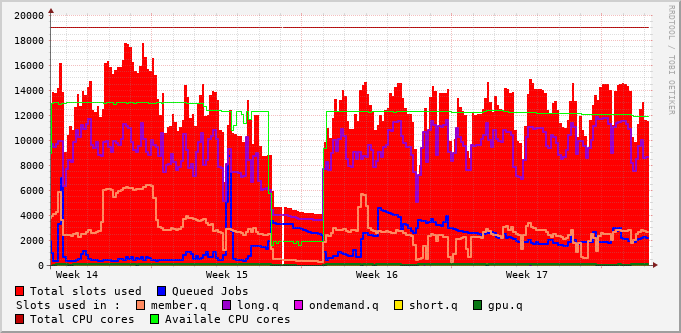 20000
18000
16000
14000
12000
10000
8000
6000
4000
2000
0
Week 14 Week 15 Week 16 Week 17
Total slots used Queued Jobs
Slots used in : member.q long.q ondemand.q short.q gpu.q
Total CPU cores Availale CPU cores
RRDTOOL / TOBI OETIKER